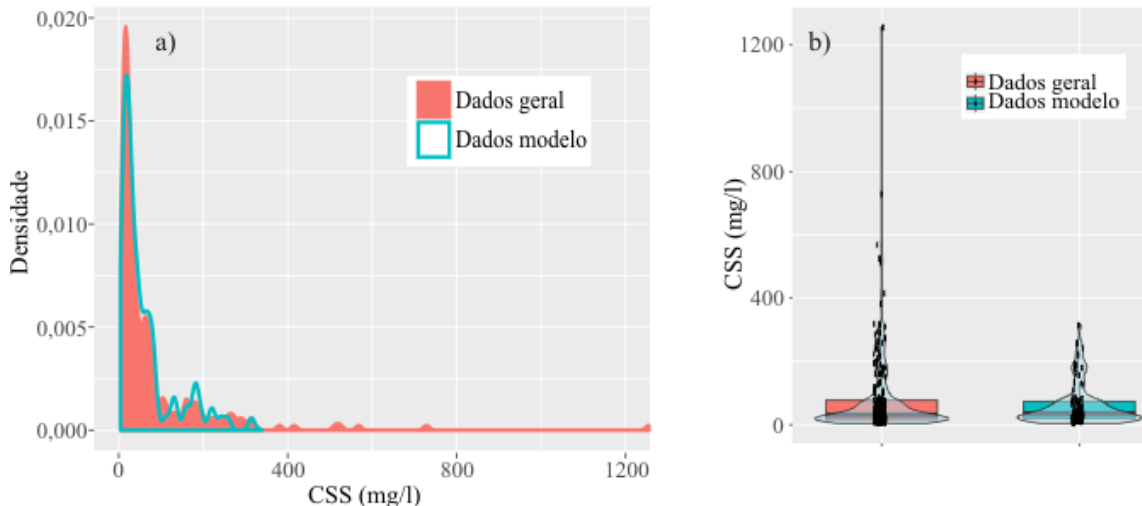 a)
Dados geral
Dados modelo
Densidade
0,020
0,015
0,010
0,005
0,000
0
400
800
1200
CSS (mg/l)
b)
Dados geral
Dados modelo
CSS (mg/l)
1200
800
400
0